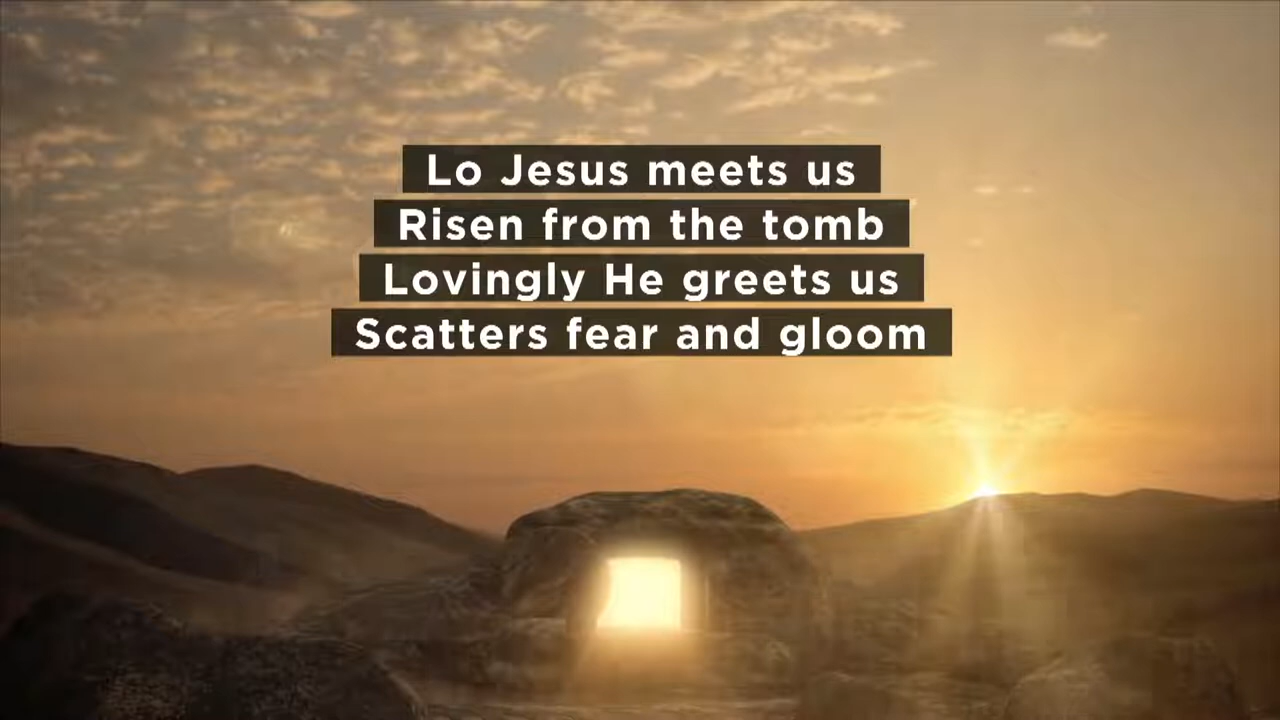 Lo Jesus meets us
Risen from the tomb
Lovingly He greets us
Scatters fear and gloom